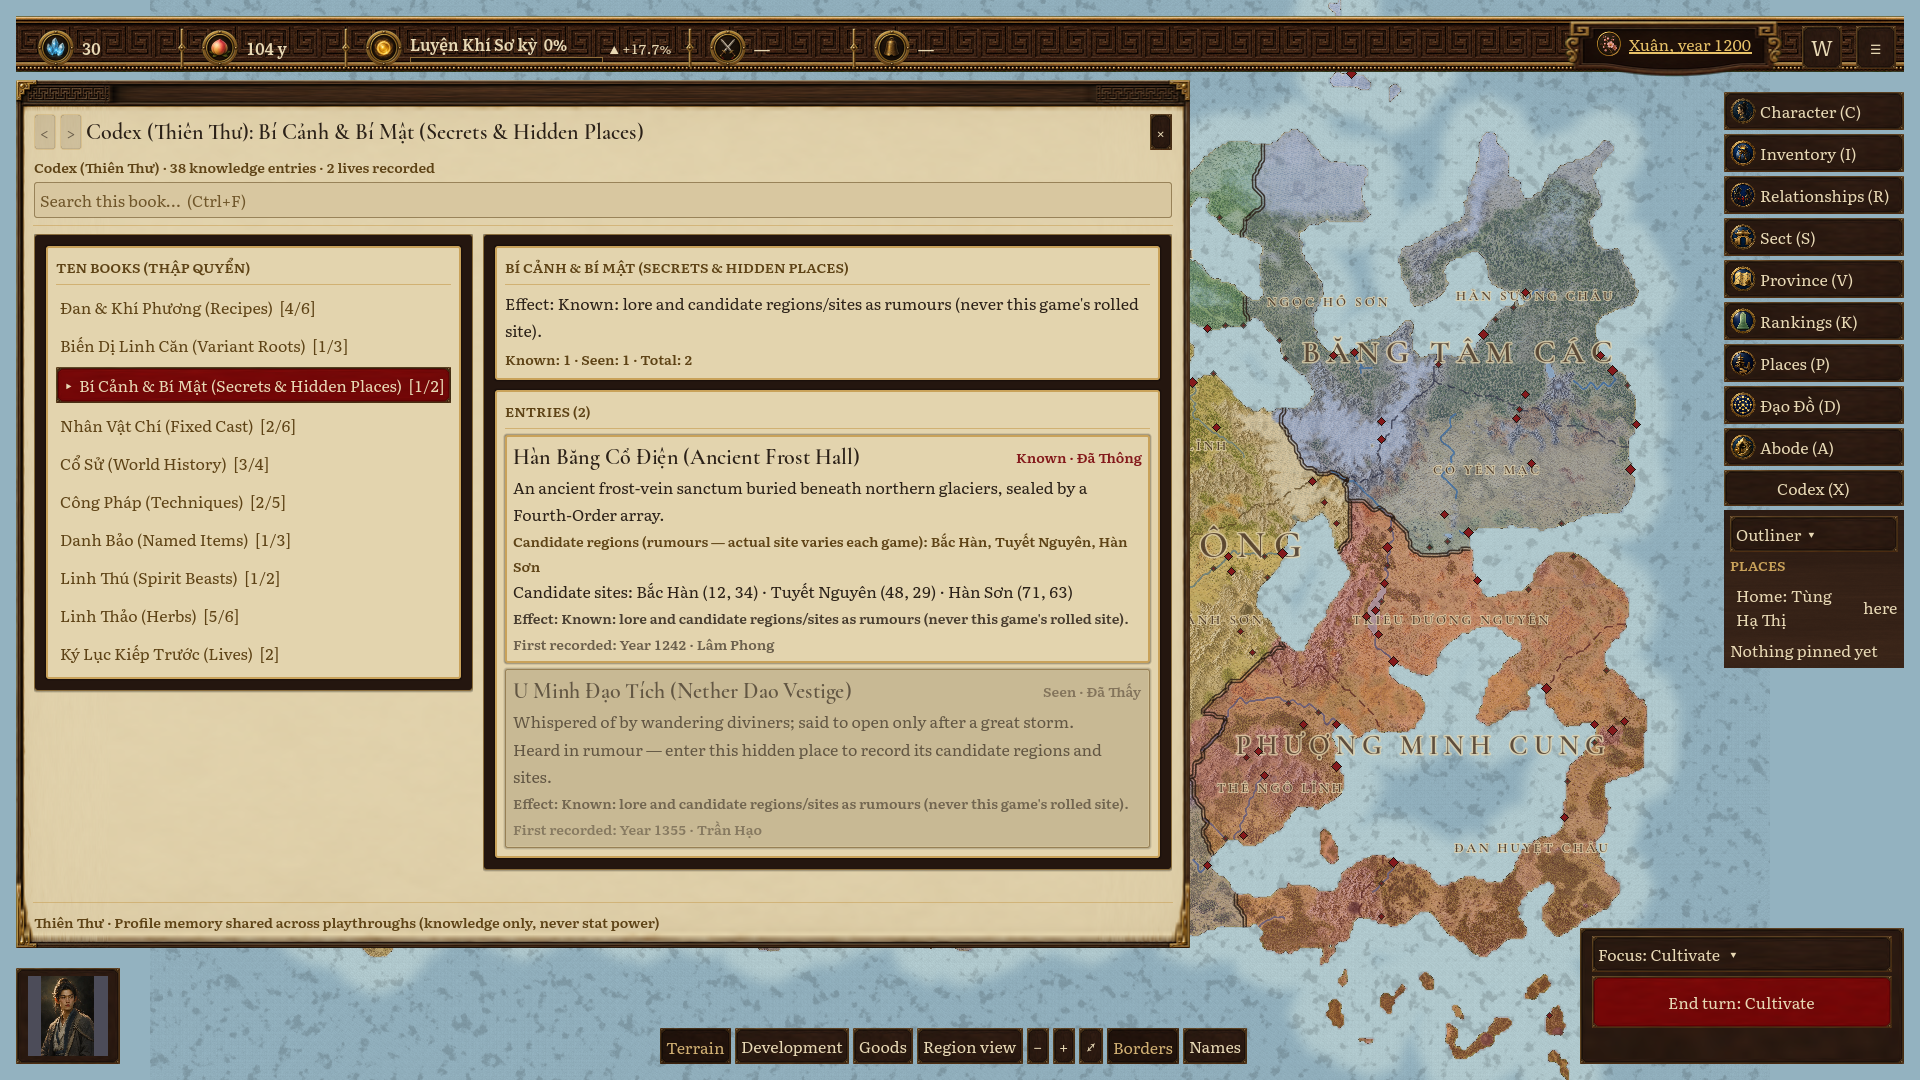 30
104 y
Luyện Khí Sơ kỳ 0%
▲ +17.7%
—
—
Xuân, year 1200
W
☰
< > Codex (Thiên Thư): Bí Cảnh & Bí Mật (Secrets & Hidden Places)
×
Codex (Thiên Thư) · 38 knowledge entries · 2 lives recorded
Search this book... (Ctrl+F)
TEN BOOKS (THẬP QUYỂN)
Đan & Khí Phương (Recipes) [4/6]
Biến Dị Linh Căn (Variant Roots) [1/3]
▸ Bí Cảnh & Bí Mật (Secrets & Hidden Places) [1/2]
Nhân Vật Chí (Fixed Cast) [2/6]
Cổ Sử (World History) [3/4]
Công Pháp (Techniques) [2/5]
Danh Bảo (Named Items) [1/3]
Linh Thú (Spirit Beasts) [1/2]
Linh Thảo (Herbs) [5/6]
Ký Lục Kiếp Trước (Lives) [2]
BÍ CẢNH & BÍ MẬT (SECRETS & HIDDEN PLACES)
Effect: Known: lore and candidate regions/sites as rumours (never this game's rolled
site).
Known: 1 · Seen: 1 · Total: 2
ENTRIES (2)
Hàn Băng Cổ Điện (Ancient Frost Hall)
Known · Đã Thông
An ancient frost-vein sanctum buried beneath northern glaciers, sealed by a
Fourth-Order array.
Candidate regions (rumours — actual site varies each game): Bắc Hàn, Tuyết Nguyên, Hàn
Sơn
Candidate sites: Bắc Hàn (12, 34) · Tuyết Nguyên (48, 29) · Hàn Sơn (71, 63)
Effect: Known: lore and candidate regions/sites as rumours (never this game's rolled site).
First recorded: Year 1242 · Lâm Phong
U Minh Đạo Tích (Nether Dao Vestige)
Seen · Đã Thấy
Whispered of by wandering diviners; said to open only after a great storm.
Heard in rumour — enter this hidden place to record its candidate regions and
sites.
Effect: Known: lore and candidate regions/sites as rumours (never this game's rolled site).
First recorded: Year 1355 · Trần Hạo
Thiên Thư · Profile memory shared across playthroughs (knowledge only, never stat power)
NGỌC HỒ SƠN
HÀN SƯƠNG CHÂU
BĂNG TÂM CÁC
CÔ YÊN MẠC
TRIỀU DƯƠNG NGUYÊN
PHƯỢNG MINH CUNG
THÊ NGÔ LĨNH
ĐAN HUYỆT CHÂU
Character (C)
Inventory (I)
Relationships (R)
Sect (S)
Province (V)
Rankings (K)
Places (P)
Đạo Đồ (D)
Abode (A)
Codex (X)
Outliner ▾
PLACES
Home: Tùng
Hạ Thị
here
Nothing pinned yet
Focus: Cultivate ▾
End turn: Cultivate
Terrain
Development
Goods
Region view
−
+
⤢
Borders
Names